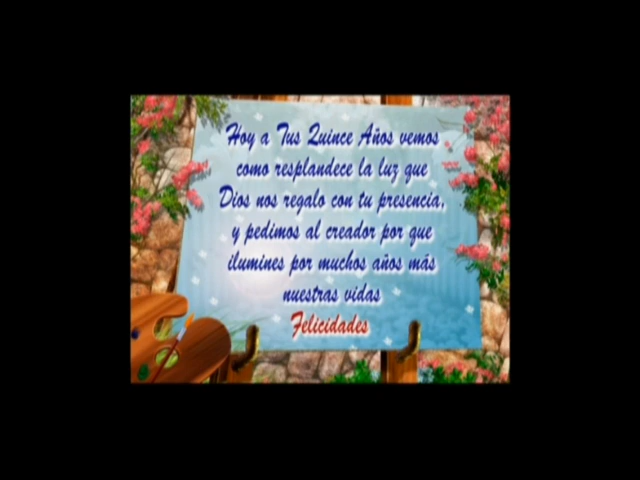 Hoy a Tus Quince Años vemos
como resplandece la luz que
Dios nos regalo con tu presencia,
y pedimos al creador por que
ilumines por muchos años más
nuestras vidas
Felicidades